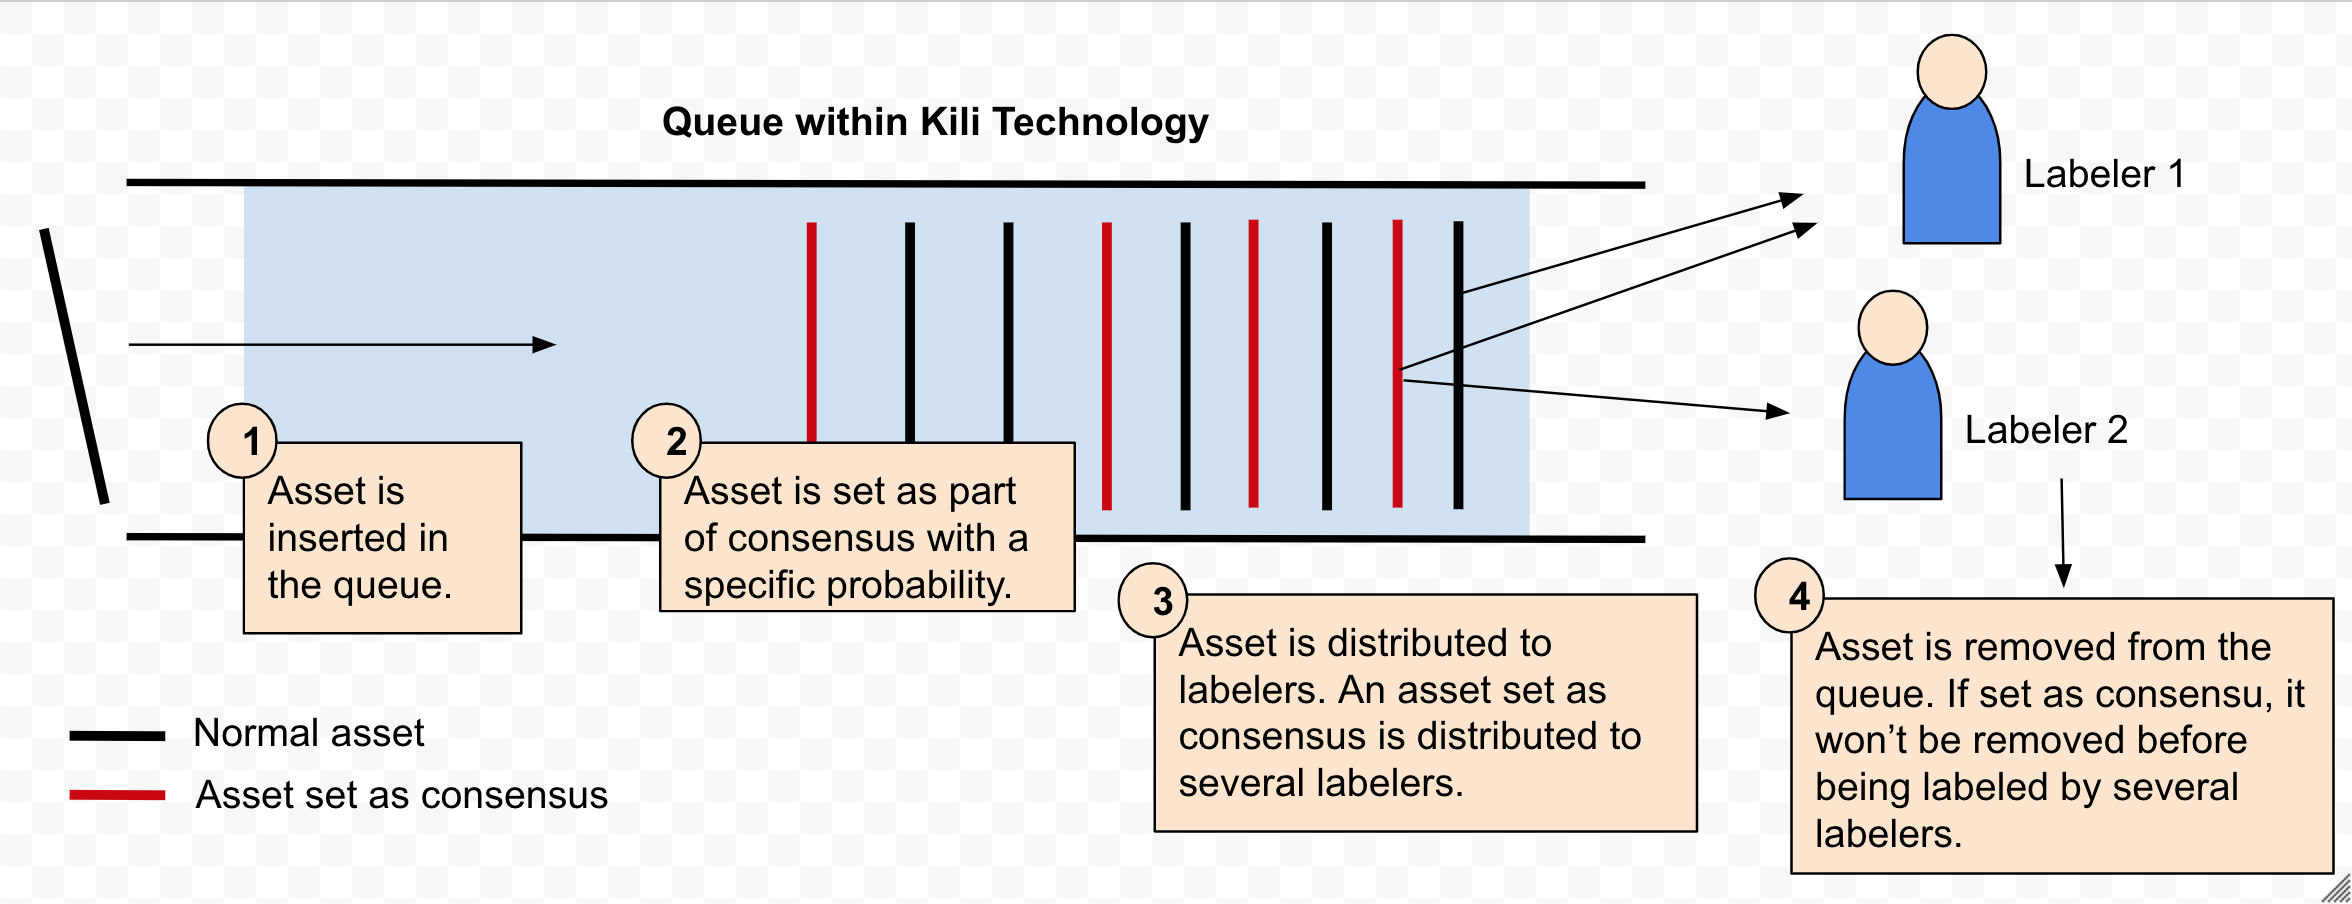 Queue within Kili Technology
Labeler 1
Labeler 2
1
Asset is
inserted in
the queue.
2
Asset is set as part
of consensus with a
specific probability.
3
Asset is distributed to
labelers. An asset set as
consensus is distributed to
several labelers.
4
Asset is removed from the
queue. If set as consensu, it
won’t be removed before
being labeled by several
labelers.
Normal asset
Asset set as consensus